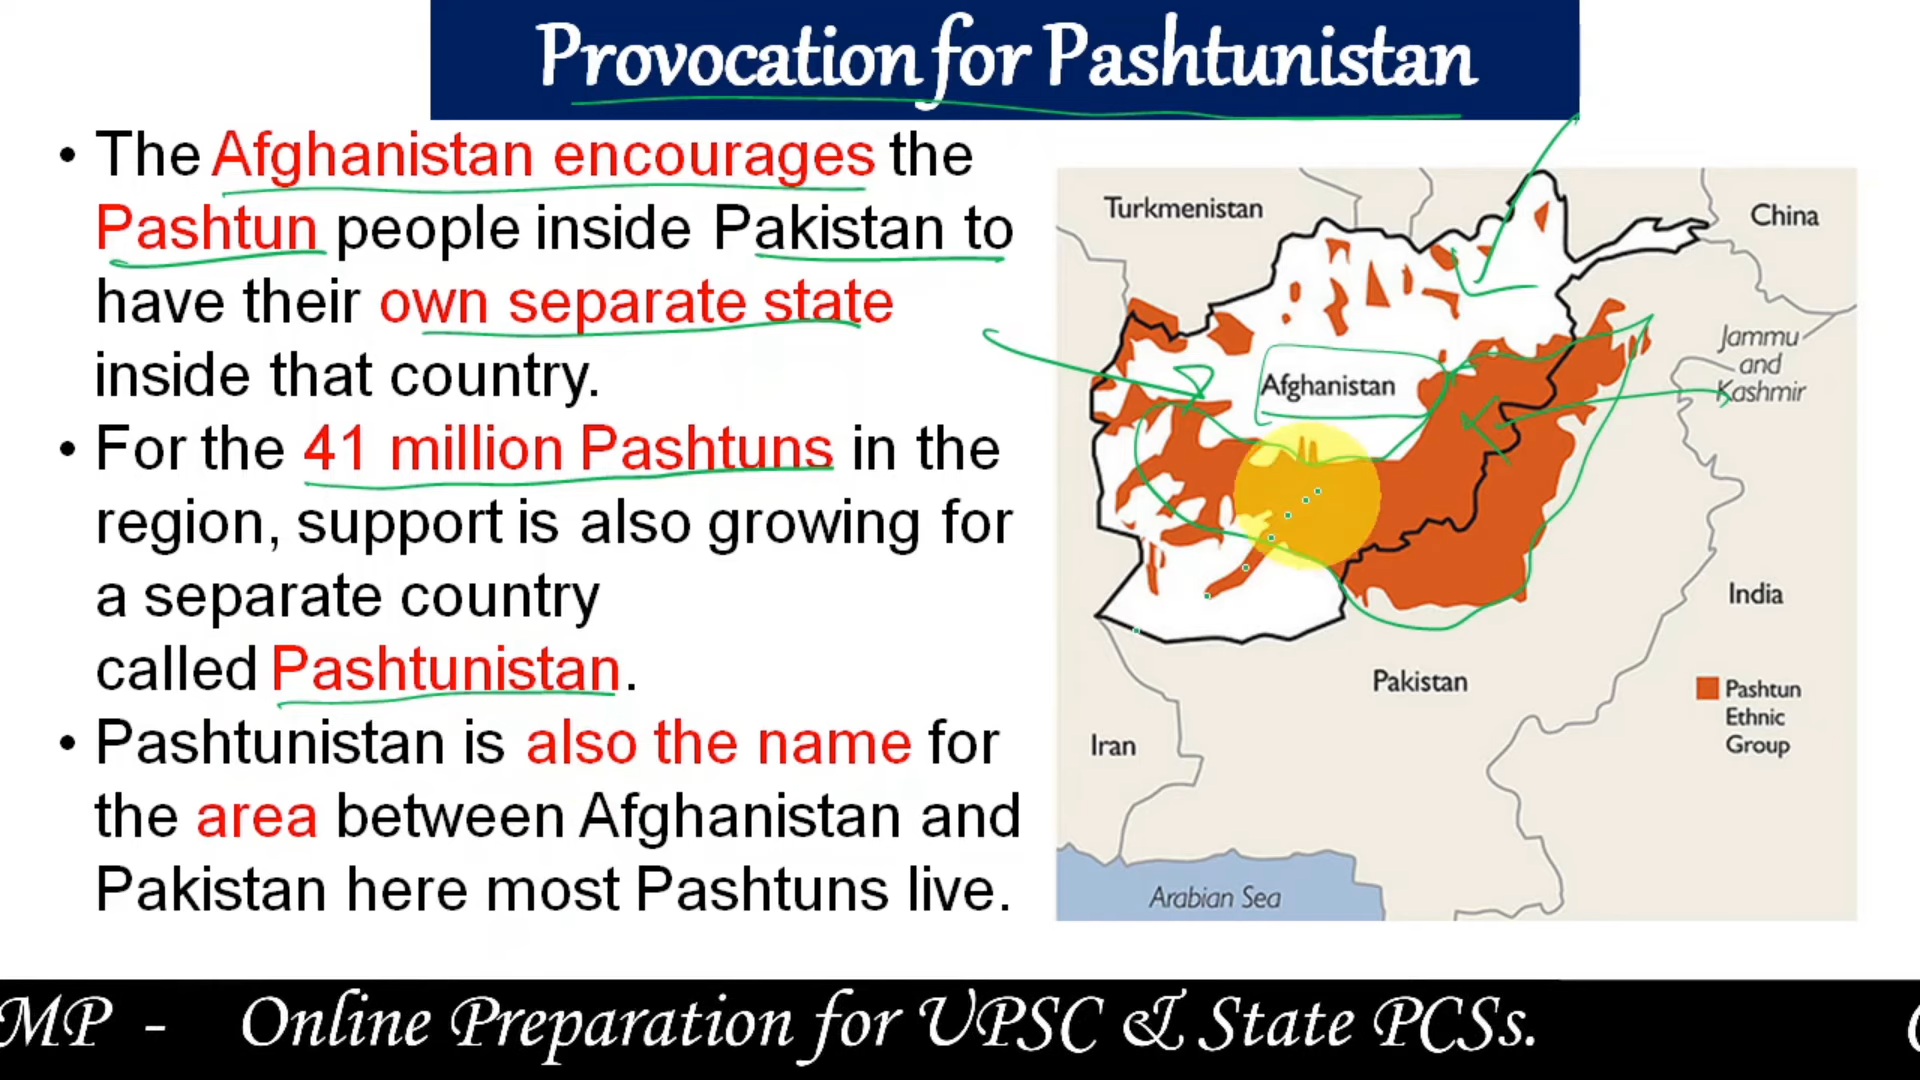 Provocation for Pashtunistan
• The Afghanistan encourages the
Pashtun people inside Pakistan to
have their own separate state
inside that country.
• For the 41 million Pashtuns in the
region, support is also growing for
a separate country
called Pashtunistan.
• Pashtunistan is also the name for
the area between Afghanistan and
Pakistan here most Pashtuns live.
Turkmenistan
China
Jammu
and
Kashmir
Afghanistan
India
Pakistan
Pashtun
Ethnic
Group
Iran
Arabian Sea
MP - Online Preparation for UPSC & State PCSs.